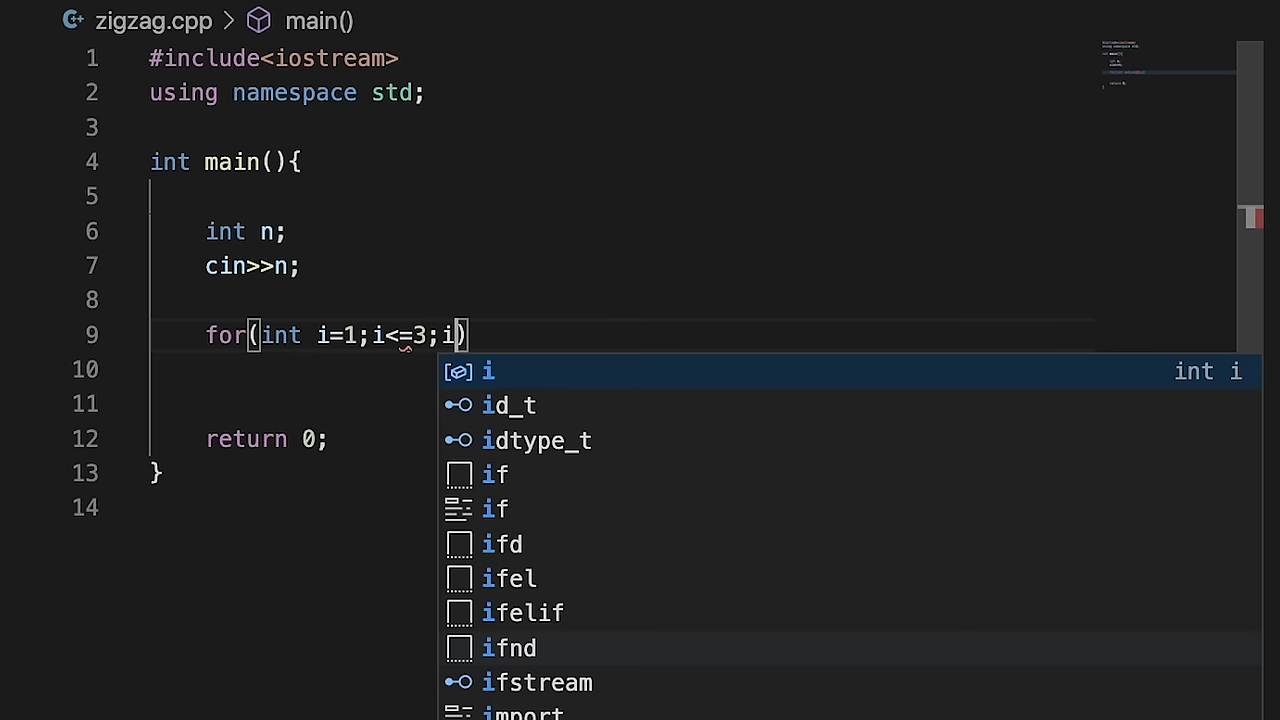 zigzag.cpp > main()
1 #include<iostream>
2 using namespace std;
3
4 int main(){
5
6 int n;
7 cin>>n;
8
9 for(int i=1;i<=3;i)
10
i int i
id_t
11
idtype_t
12 return 0;
if
13 }
if
14
ifd
ifel
ifelif
ifnd
ifstream
import